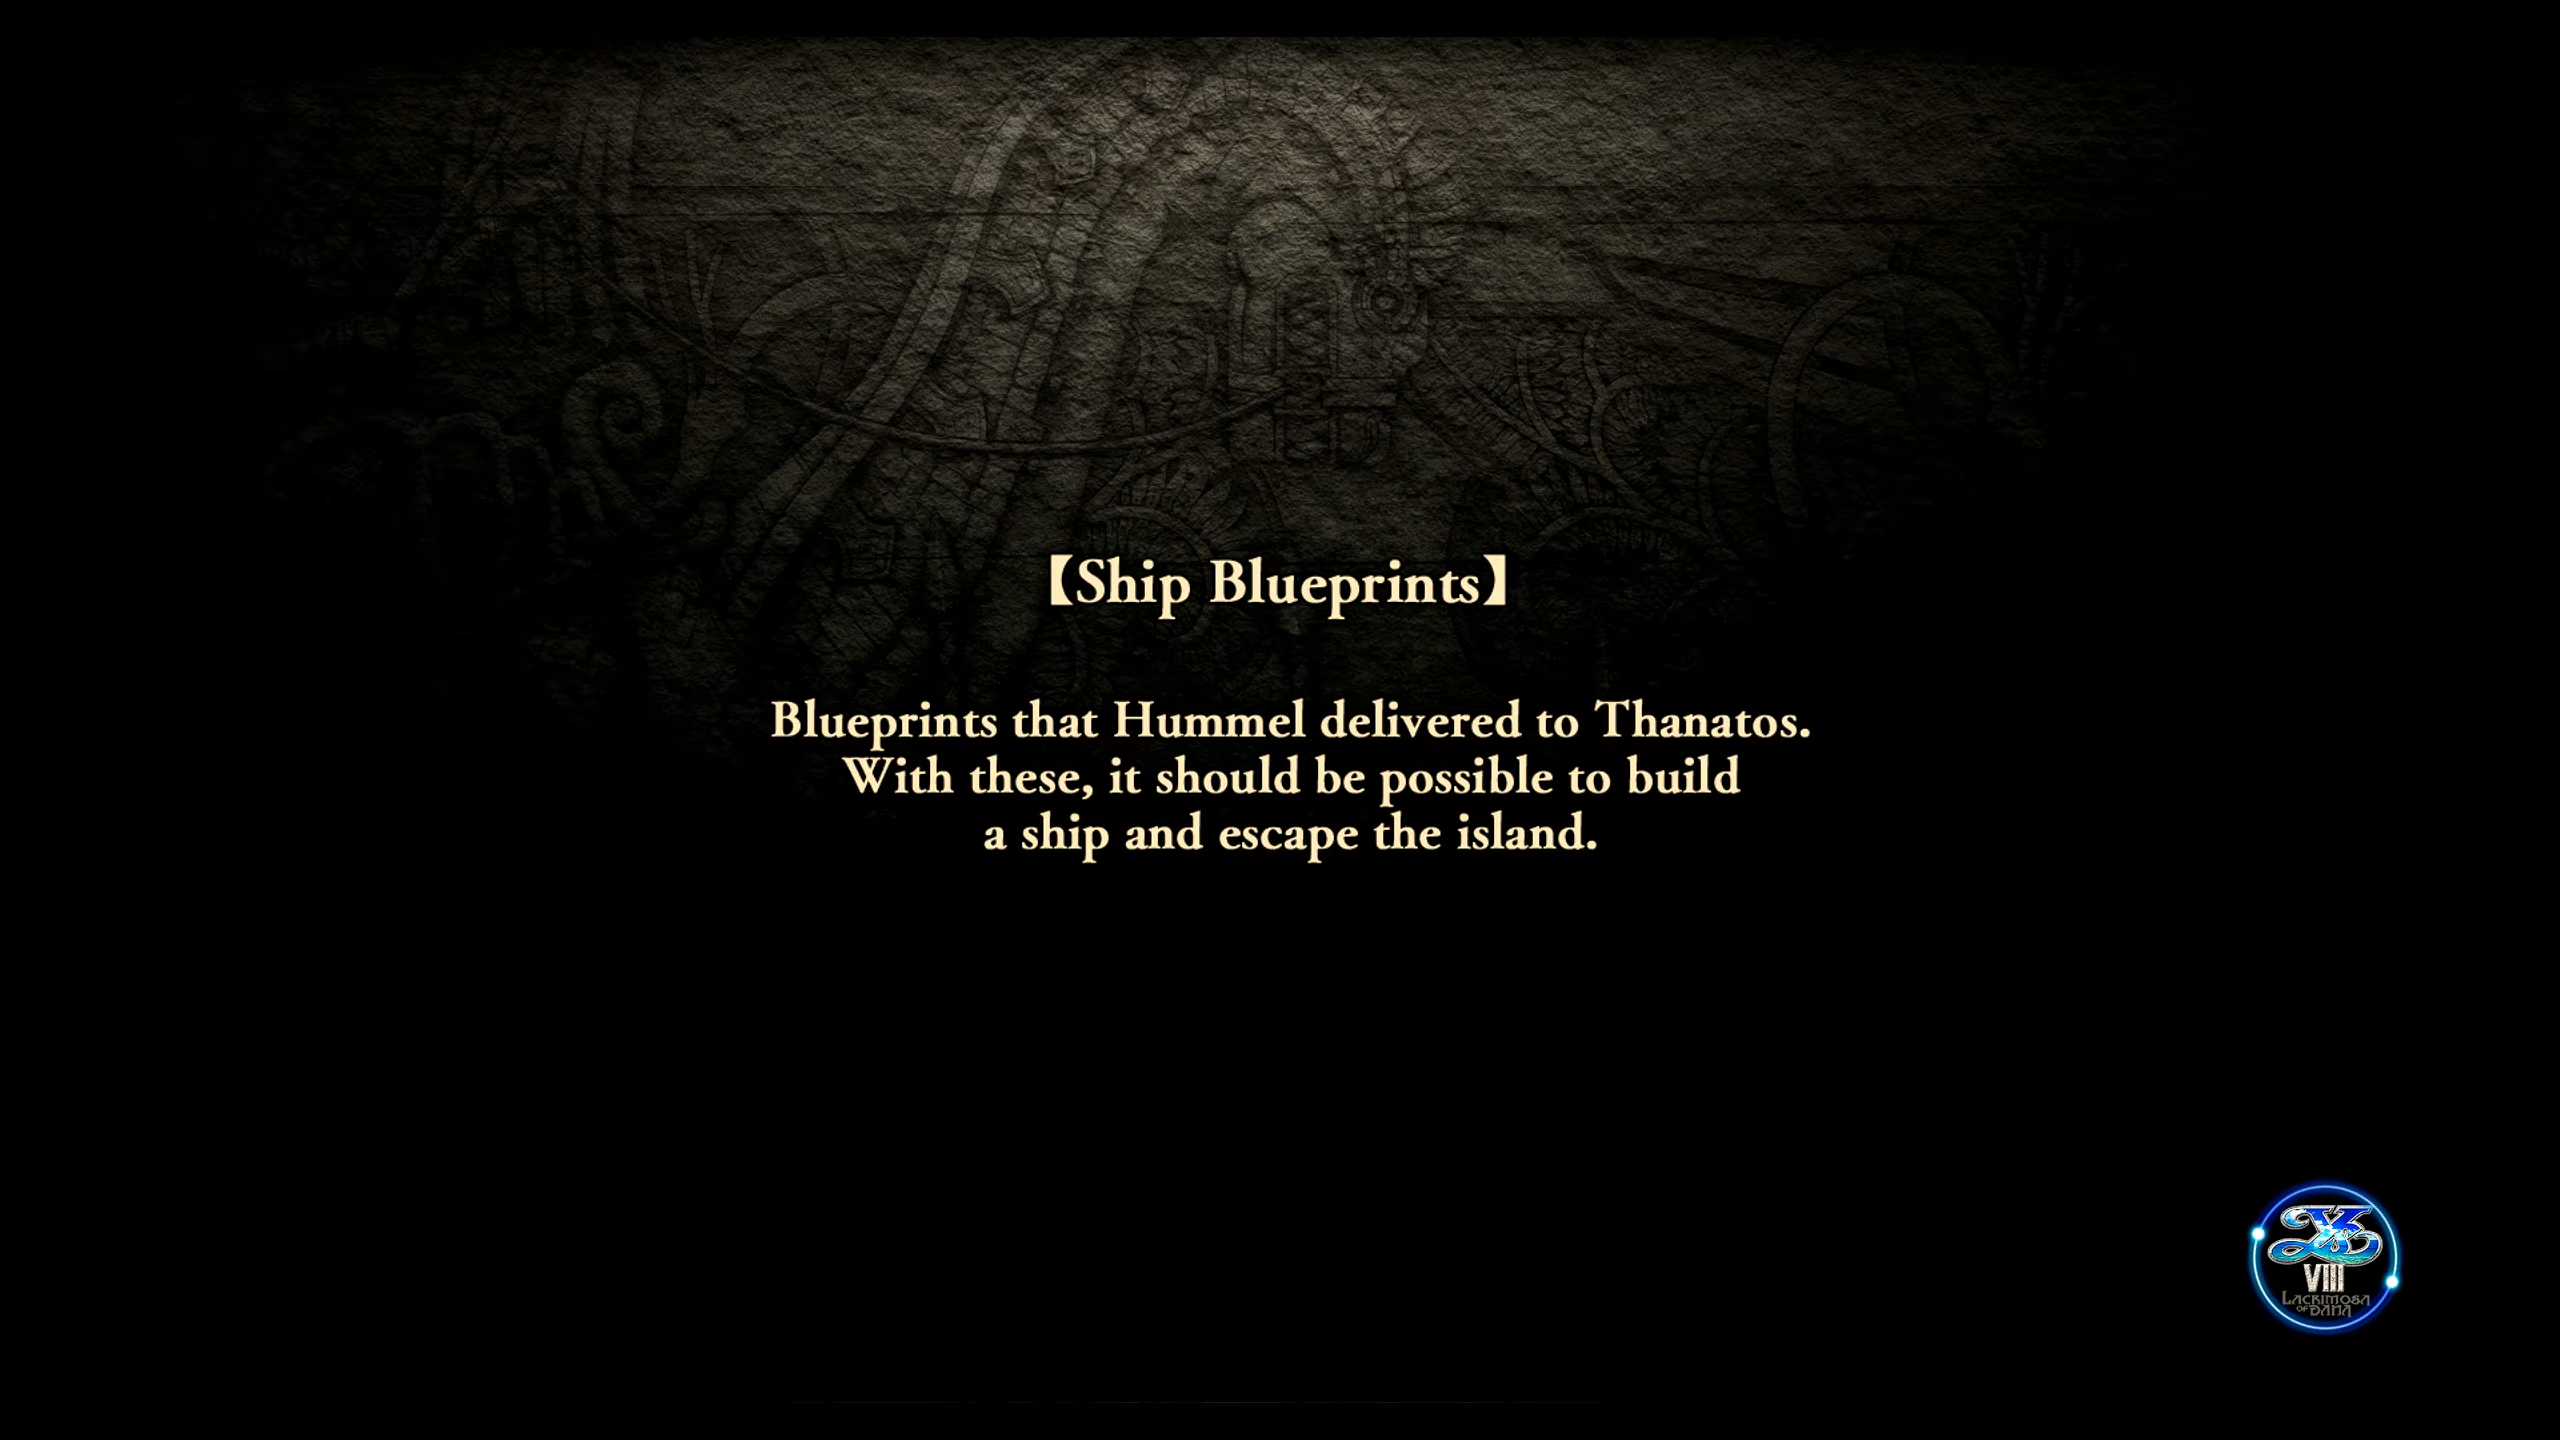 【Ship Blueprints】
Blueprints that Hummel delivered to Thanatos.
With these, it should be possible to build
a ship and escape the island.
Ys
VIII
LACRIMOSA
OF DANA